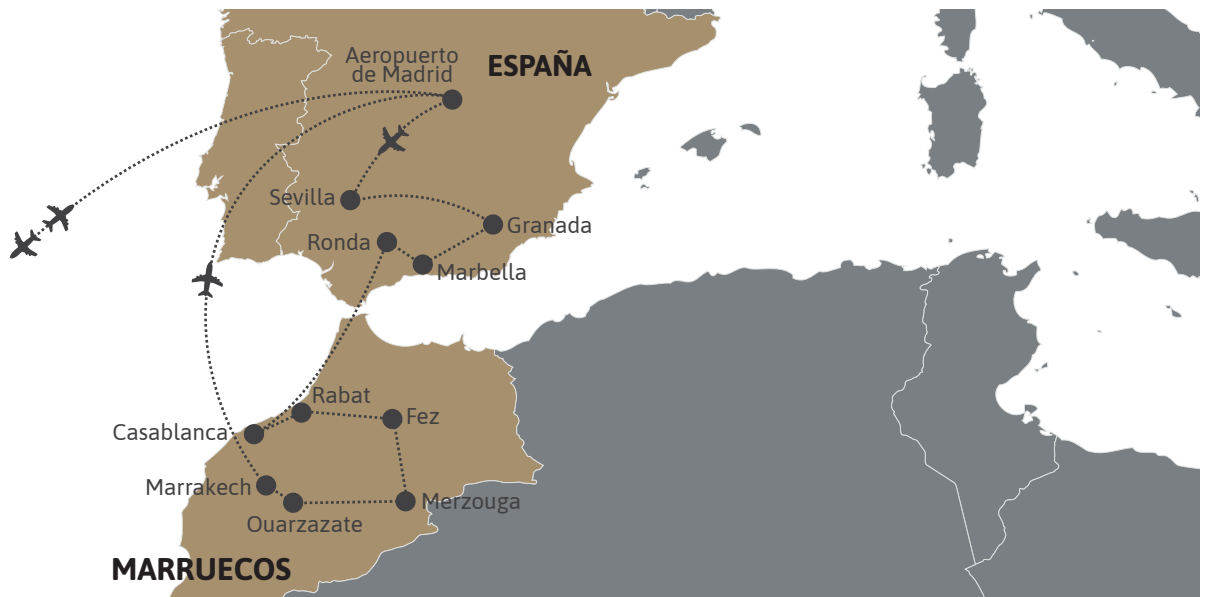 Aeropuerto
de Madrid
ESPAÑA
Sevilla
Granada
Ronda
Marbella
Rabat
Fez
Casablanca
Marrakech
Merzouga
Ouarzazate
MARRUECOS